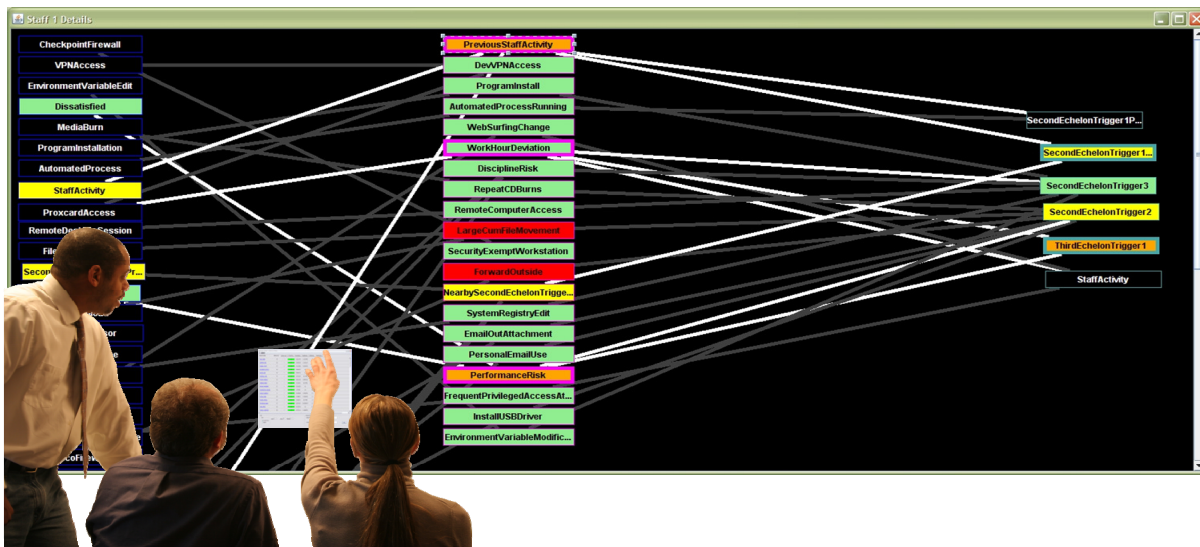 Staff 1 Details
CheckpointFirewall
VPNAccess
EnvironmentVariableEdit
Dissatisfied
MediaBurn
ProgramInstallation
AutomatedProcess
StaffActivity
ProxcardAccess
PreviousStaffActivity
DevVPNAccess
ProgramInstall
AutomatedProcessRunning
WebSurfingChange
WorkHourDeviation
DisciplineRisk
RepeatCDBurns
RemoteComputerAccess
LargeCumFileMovement
SecurityExemptWorkstation
ForwardOutside
NearbySecondEchelonTrigge...
SystemRegistryEdit
EmailOutAttachment
PersonalEmailUse
PerformanceRisk
FrequentPrivilegedAccessAt...
InstallUSBDriver
EnvironmentVariableModific...
SecondEchelonTrigger1P...
SecondEchelonTrigger1...
SecondEchelonTrigger3
SecondEchelonTrigger2
ThirdEchelonTrigger1
StaffActivity